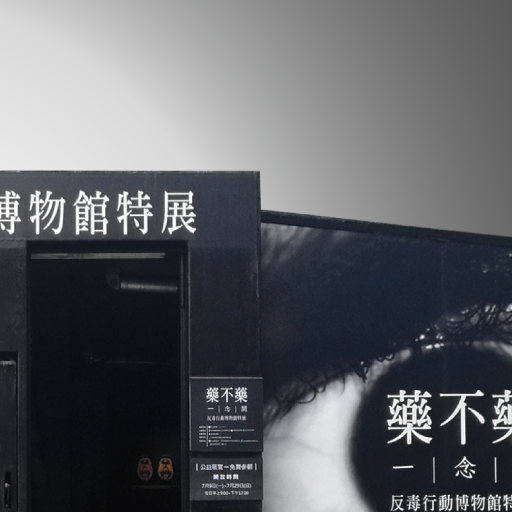 博物館特展
藥不藥
一｜念｜間
反毒行動博物館特展
公益展覽－免費參觀
開放時間
藥不藥
一｜念｜
反毒行動博物館特